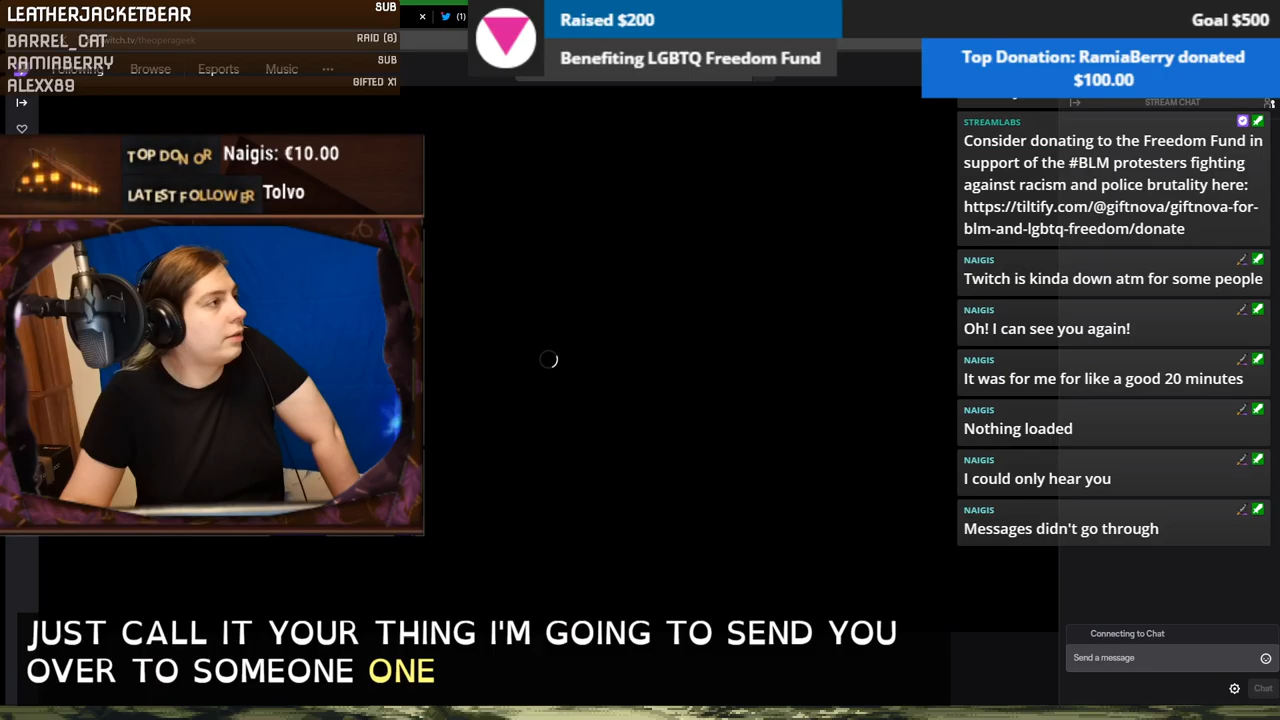 LEATHERJACKETBEAR SUB
BARREL_CAT RAID (6)
RAMIABERRY SUB
ALEXX89 GIFTED X1
(1)
witch.tv/theoperageek
Following Browse Esports Music ...
Raised $200
Benefiting LGBTQ Freedom Fund
Goal $500
Top Donation: RamiaBerry donated
$100.00
STREAM CHAT
TOP DONOR Naigis: €10.00
LATEST FOLLOWER Tolvo
STREAMLABS
Consider donating to the Freedom Fund in
support of the #BLM protesters fighting
against racism and police brutality here:
https://tiltify.com/@giftnova/giftnova-for-
blm-and-lgbtq-freedom/donate
NAIGIS
Twitch is kinda down atm for some people
NAIGIS
Oh! I can see you again!
NAIGIS
It was for me for like a good 20 minutes
NAIGIS
Nothing loaded
NAIGIS
I could only hear you
NAIGIS
Messages didn't go through
JUST CALL IT YOUR THING I'M GOING TO SEND YOU
OVER TO SOMEONE ONE
Connecting to Chat
Send a message
Chat